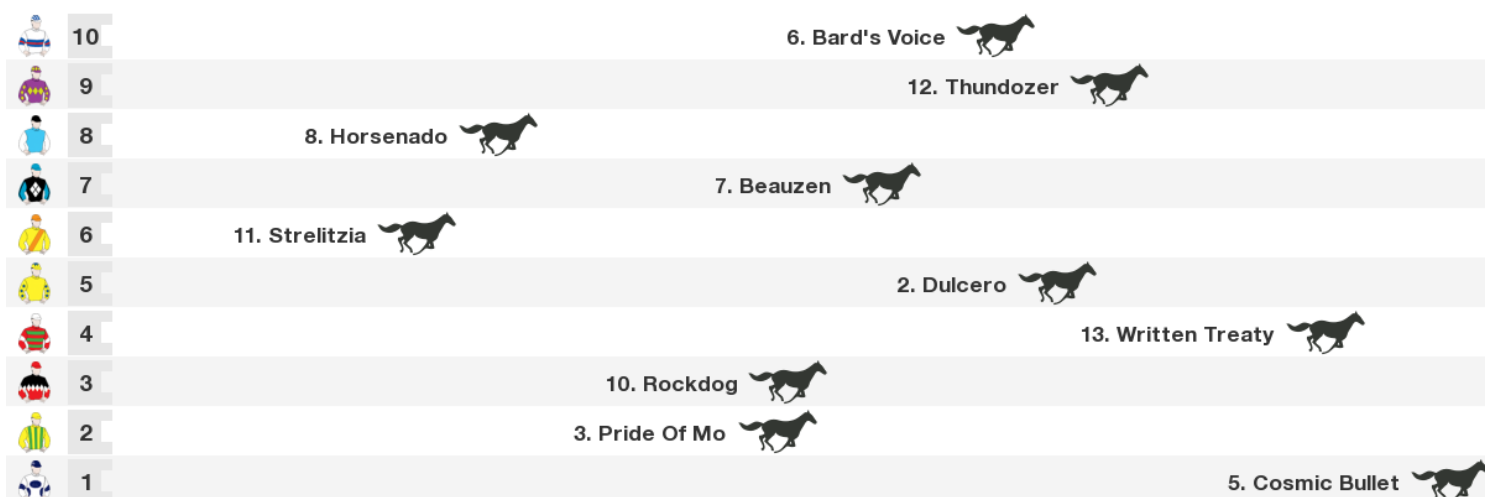 10 6. Bard's Voice
9 12. Thundozer
8 8. Horsenado
7 7. Beauzen
6 11. Strelitzia
5 2. Dulcero
4 13. Written Treaty
3 10. Rockdog
2 3. Pride Of Mo
1 5. Cosmic Bullet